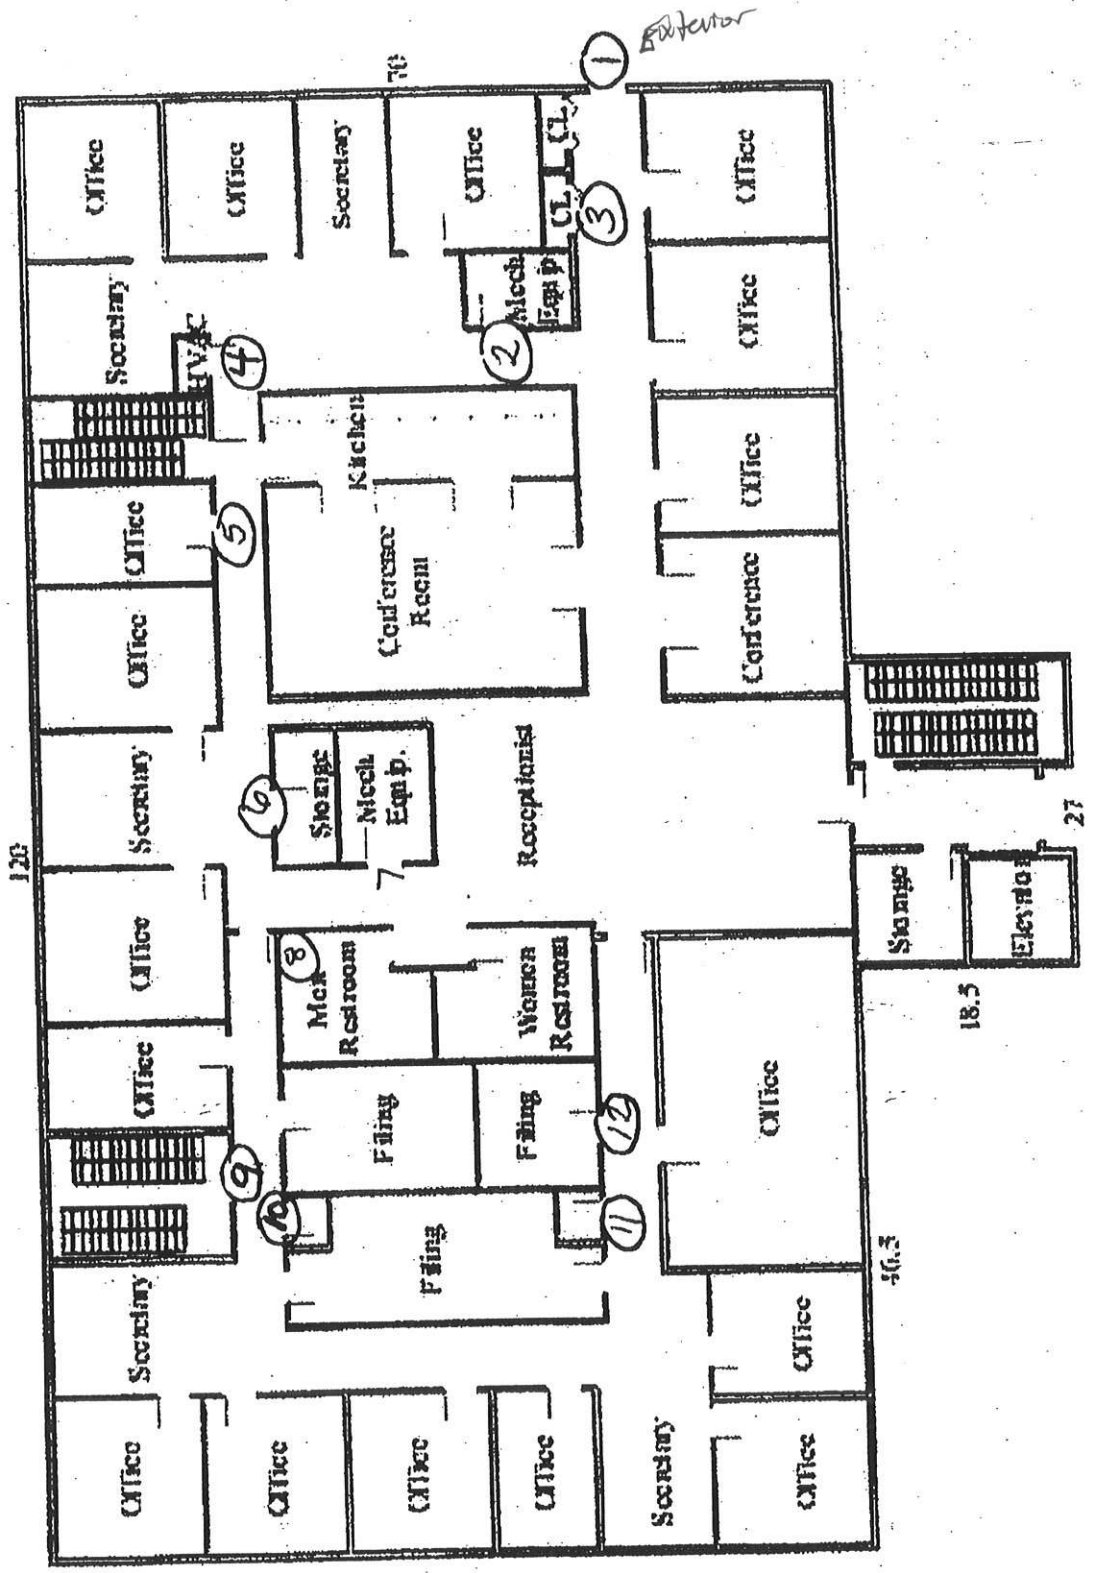 Exterior
1
70
Office
Office
Secretary
Office
CL
CL
3
Office
Secretary
HVAC
4
Mech
Equip
2
Office
Kitchen
Office
5
Conference
Room
Office
Conference
Office
120
Secretary
6
Storage
Mech
Equip.
7
Receptionist
27
Office
8
Men
Restroom
Women
Restroom
Storage
Elevator
18.5
Office
Filing
Filing
12
Office
9
10
Filing
11
46.5
Secretary
Office
Office
Office
Office
Office
Secretary
Office